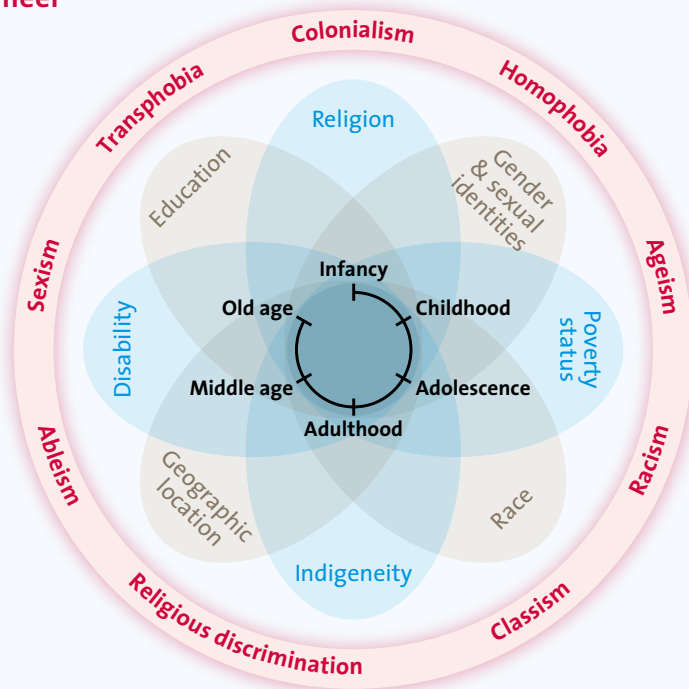 Colonialism
Transphobia
Homophobia
Religion
Education
Gender
& sexual
identities
Sexism
Ageism
Infancy
Old age
Childhood
Disability
Poverty
status
Middle age
Adolescence
Adulthood
Ableism
Racism
Geographic
location
Race
Indigeneity
Religious discrimination
Classism